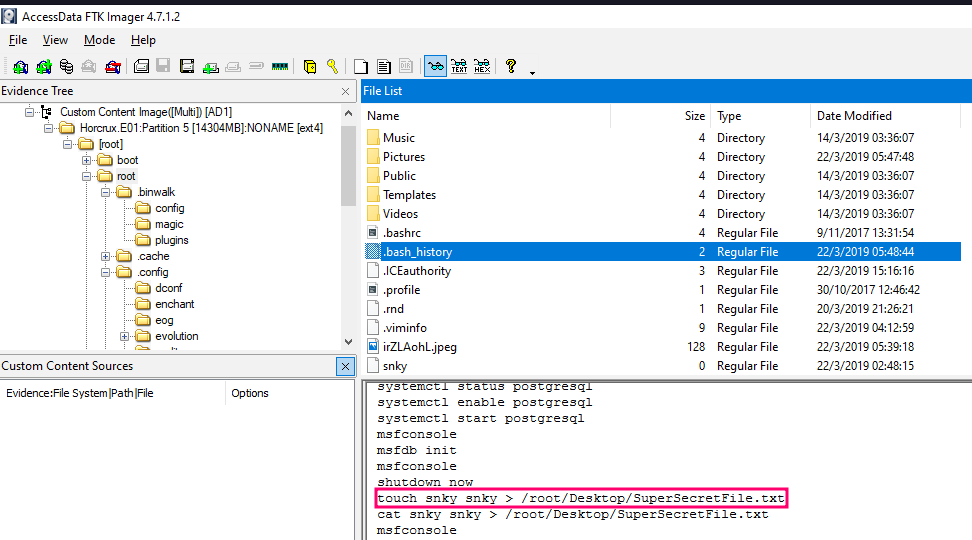 AccessData FTK Imager 4.7.1.2
File View Mode Help
TEXT HEX
Evidence Tree
Custom Content Image([Multi]) [AD1]
Horcrux.E01:Partition 5 [14304MB]:NONAME [ext4]
[root]
boot
root
.binwalk
config
magic
plugins
.cache
.config
dconf
enchant
eog
evolution
Custom Content Sources
Evidence:File System|Path|File Options
File List
Name Size Type Date Modified
Music 4 Directory 14/3/2019 03:36:07
Pictures 4 Directory 22/3/2019 05:47:48
Public 4 Directory 14/3/2019 03:36:07
Templates 4 Directory 14/3/2019 03:36:07
Videos 4 Directory 14/3/2019 03:36:07
.bashrc 4 Regular File 9/11/2017 13:31:54
.bash_history 2 Regular File 22/3/2019 05:48:44
.ICEauthority 3 Regular File 22/3/2019 15:16:16
.profile 1 Regular File 30/10/2017 12:46:42
.rnd 1 Regular File 20/3/2019 21:26:21
.viminfo 9 Regular File 22/3/2019 04:12:59
irZLAohL.jpeg 128 Regular File 22/3/2019 05:39:18
snky 0 Regular File 22/3/2019 02:48:15
systemctl status postgresql
systemctl enable postgresql
systemctl start postgresql
msfconsole
msfdb init
msfconsole
shutdown now
touch snky snky > /root/Desktop/SuperSecretFile.txt
cat snky snky > /root/Desktop/SuperSecretFile.txt
msfconsole